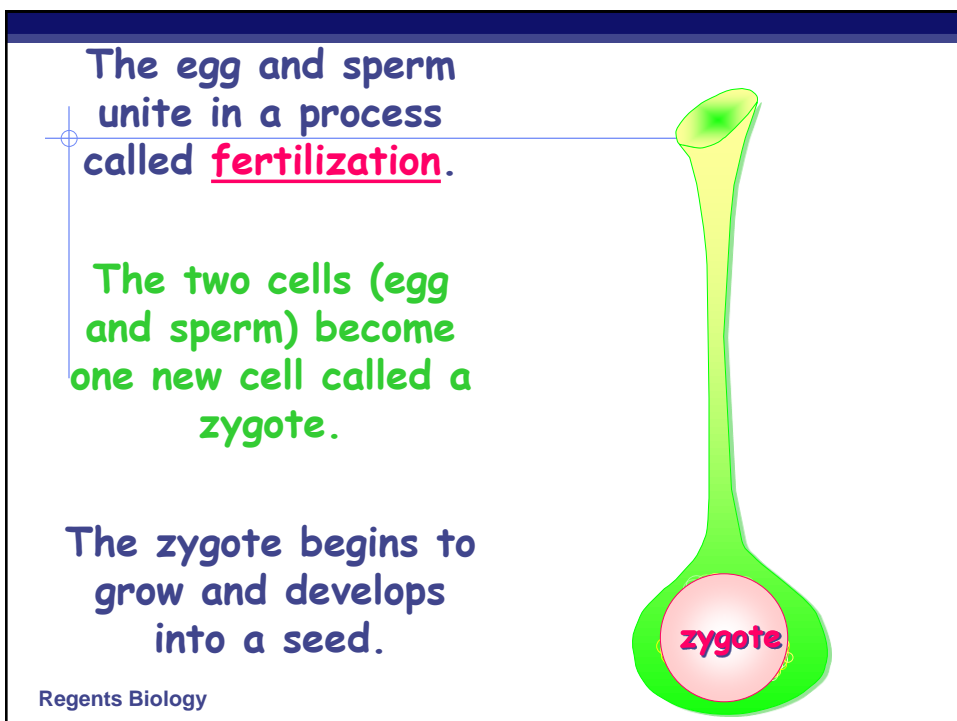 The egg and sperm
unite in a process
called fertilization.
The two cells (egg
and sperm) become
one new cell called a
zygote.
The zygote begins to
grow and develops
into a seed.
zygote
Regents Biology